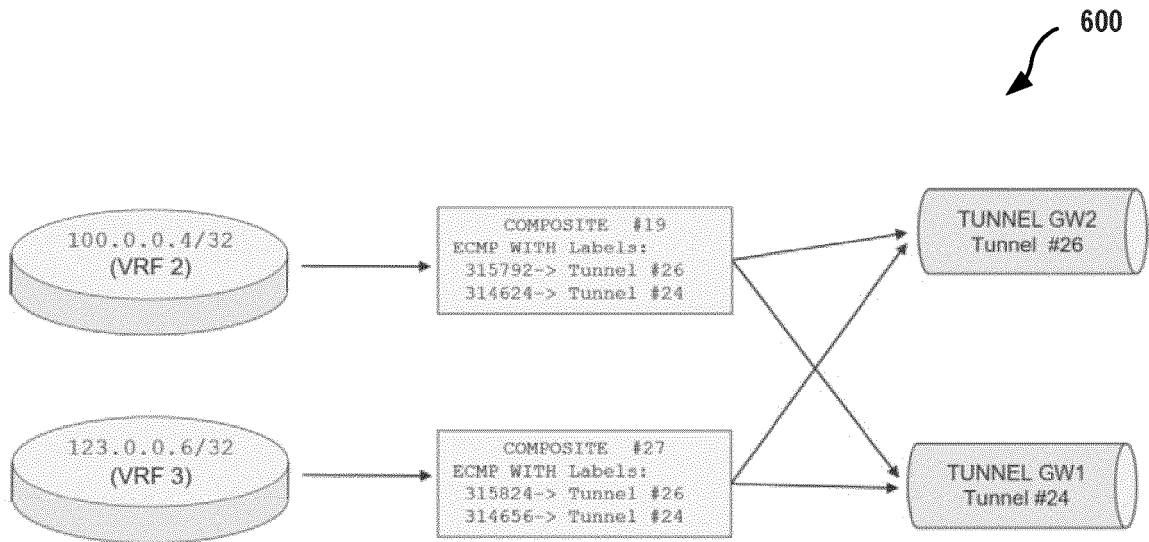 600
100.0.0.4/32
(VRF 2)
COMPOSITE #19
ECMP WITH Labels:
315792-> Tunnel #26
314624-> Tunnel #24
TUNNEL GW2
Tunnel #26
123.0.0.6/32
(VRF 3)
COMPOSITE #27
ECMP WITH Labels:
315824-> Tunnel #26
314656-> Tunnel #24
TUNNEL GW1
Tunnel #24